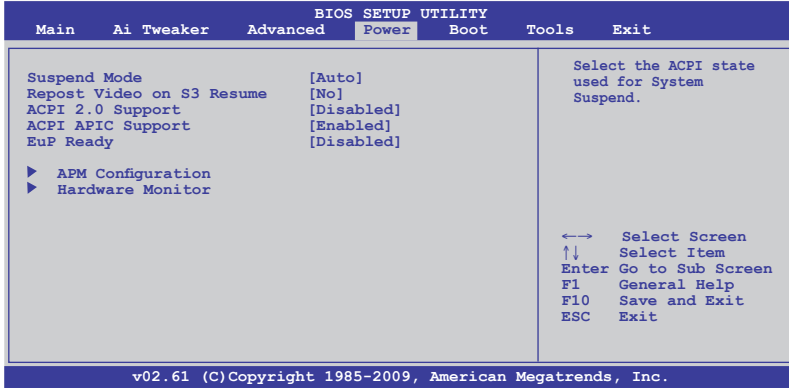 BIOS SETUP UTILITY
Main Ai Tweaker Advanced Power Boot Tools Exit
Suspend Mode [Auto]
Repost Video on S3 Resume [No]
ACPI 2.0 Support [Disabled]
ACPI APIC Support [Enabled]
EuP Ready [Disabled]
APM Configuration
Hardware Monitor
Select the ACPI state
used for System
Suspend.
←→ Select Screen
↑↓ Select Item
Enter Go to Sub Screen
F1 General Help
F10 Save and Exit
ESC Exit
v02.61 (C)Copyright 1985-2009, American Megatrends, Inc.